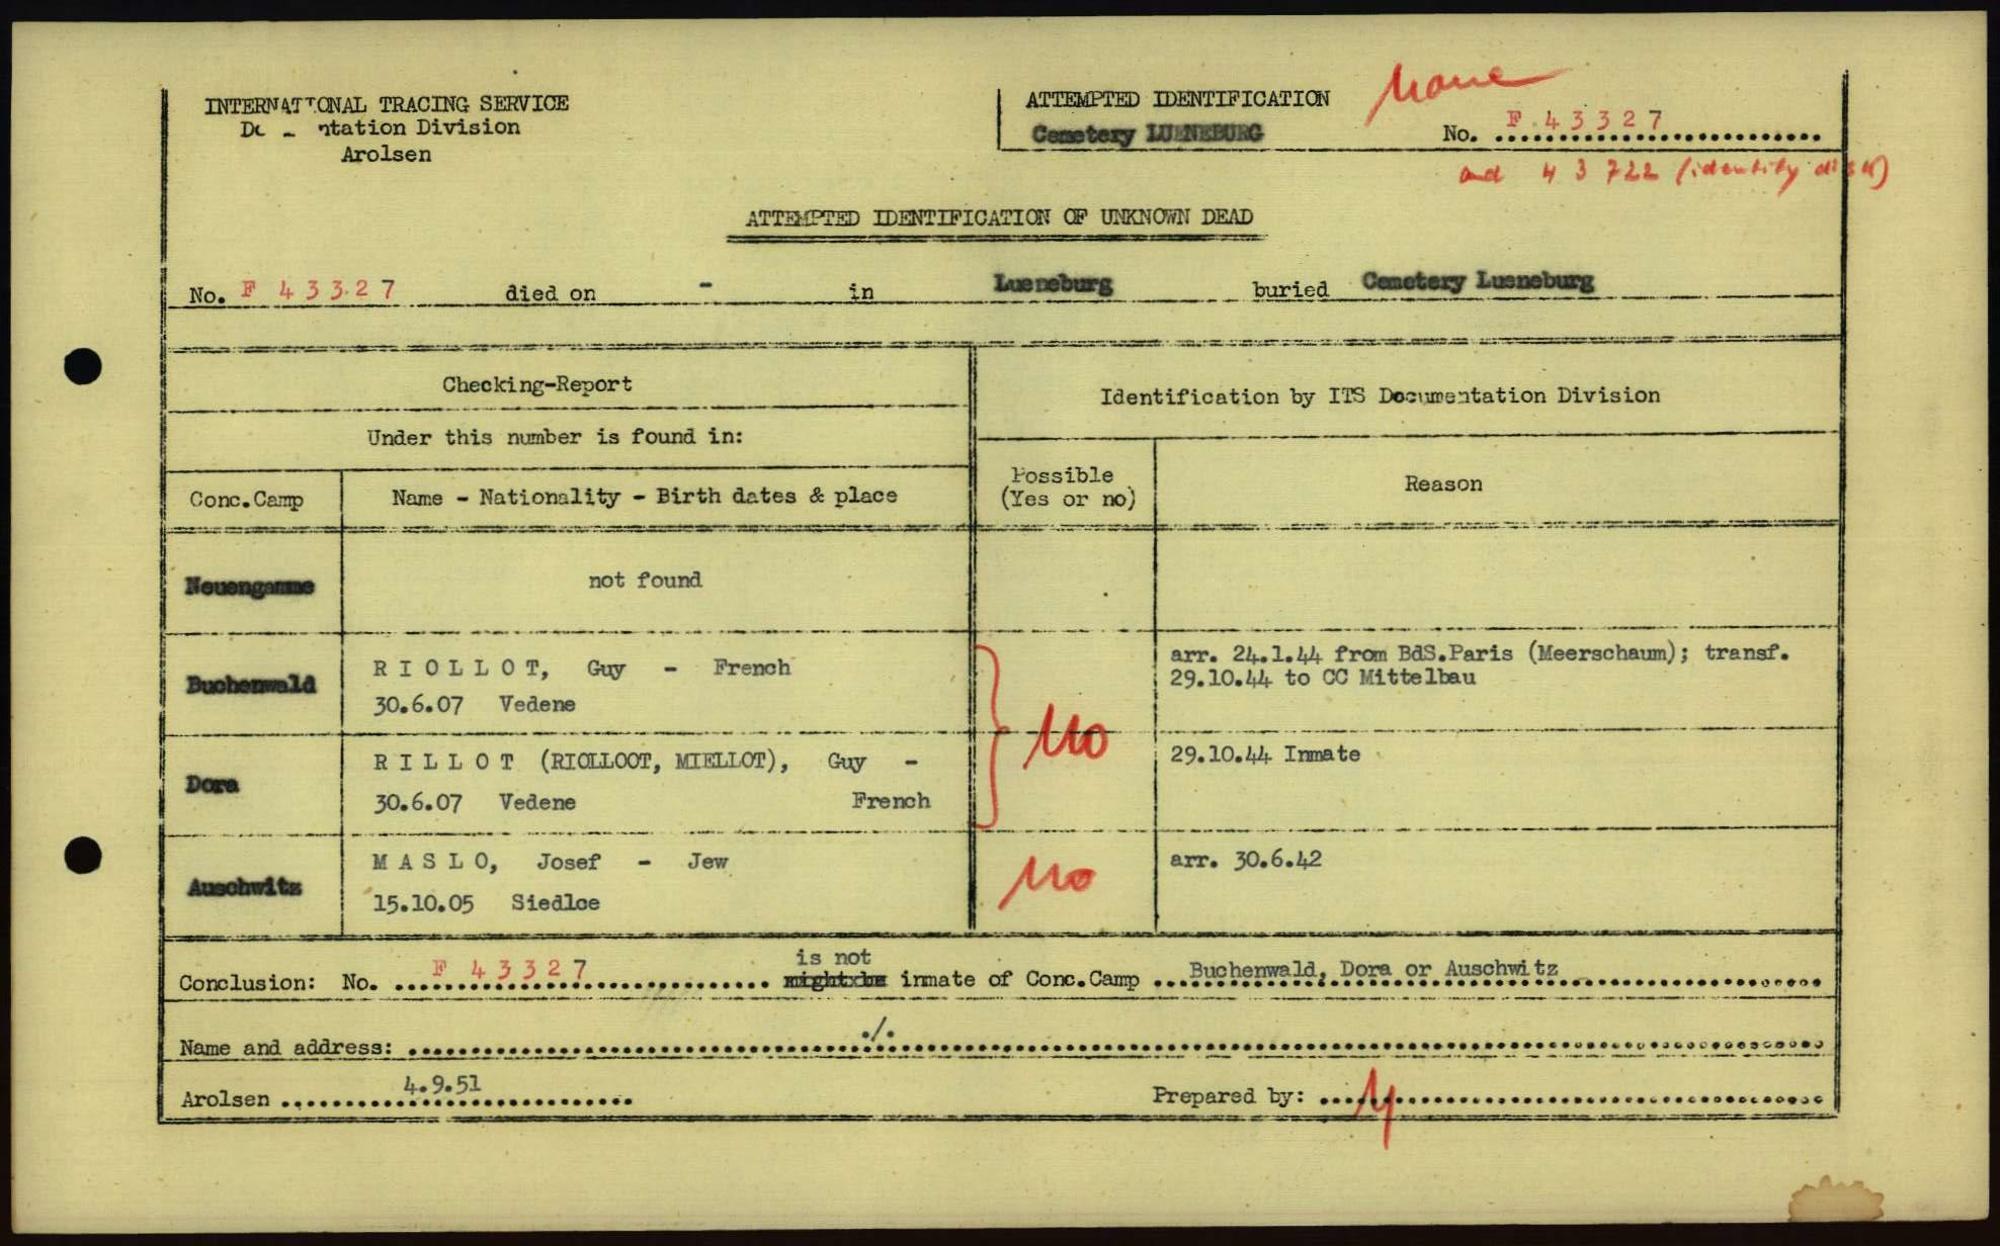 INTERNATIONAL TRACING SERVICE
Documentation Division
Arolsen
ATTEMPTED IDENTIFICATION
Cemetery LUENEBURG
No. F 43327
and 43722 (identity disk)
ATTEMPTED IDENTIFICATION OF UNKNOWN DEAD
No. F 43327 died on - in Lueneburg buried Cemetery Lueneburg
Checking-Report
Identification by ITS Documentation Division
Under this number is found in:
Conc.Camp
Name - Nationality - Birth dates & place
Possible
(Yes or no)
Reason
Neuengamme
not found
Buchenwald
R I O L L O T, Guy - French
30.6.07 Vedene
no
arr. 24.1.44 from BdS.Paris (Meerschaum); transf.
29.10.44 to CC Mittelbau
Dora
R I L L O T (RIOLLOOT, MIELLOT), Guy -
30.6.07 Vedene French
29.10.44 Inmate
Auschwitz
M A S L O, Josef - Jew
15.10.05 Siedlce
no
arr. 30.6.42
is not
Conclusion: No. F 43327 might be inmate of Conc.Camp Buchenwald, Dora or Auschwitz
Name and address: ./.
Arolsen 4.9.51
Prepared by: